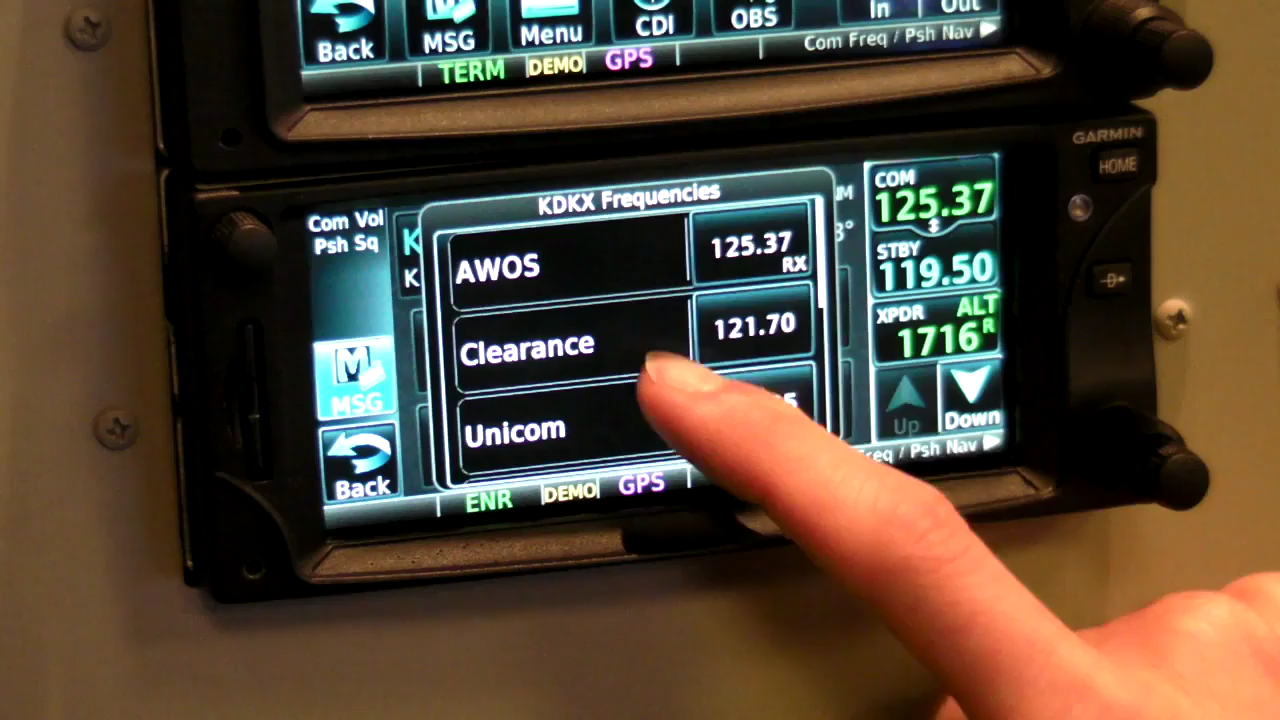 Back
MSG
Menu
CDI
OBS
In
Out
Com Freq / Psh Nav
TERM
DEMO
GPS
GARMIN
HOME
Com Vol
Psh Sq
KDKX Frequencies
AWOS
125.37
RX
Clearance
121.70
Unicom
K
K
COM
125.37
STBY
119.50
XPDR
ALT
1716
R
MSG
Back
Up
Down
Freq / Psh Nav
ENR
DEMO
GPS
D